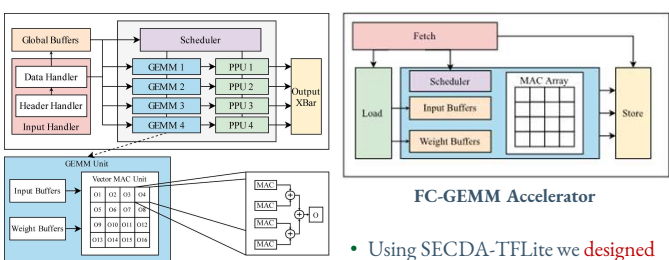 Global Buffers
Scheduler
Data Handler
Header Handler
Input Handler
GEMM 1
PPU 1
GEMM 2
PPU 2
GEMM 3
PPU 3
GEMM 4
PPU 4
Output
XBar
GEMM Unit
Input Buffers
Weight Buffers
Vector MAC Unit
O1 O2 O3 O4
O5 O6 O7 O8
O9 O10 O11 O12
O13 O14 O15 O16
MAC
MAC
MAC
MAC
+
+
+
O
Fetch
Load
Scheduler
Input Buffers
Weight Buffers
MAC Array
Store
FC-GEMM Accelerator
• Using SECDA-TFLite we designed